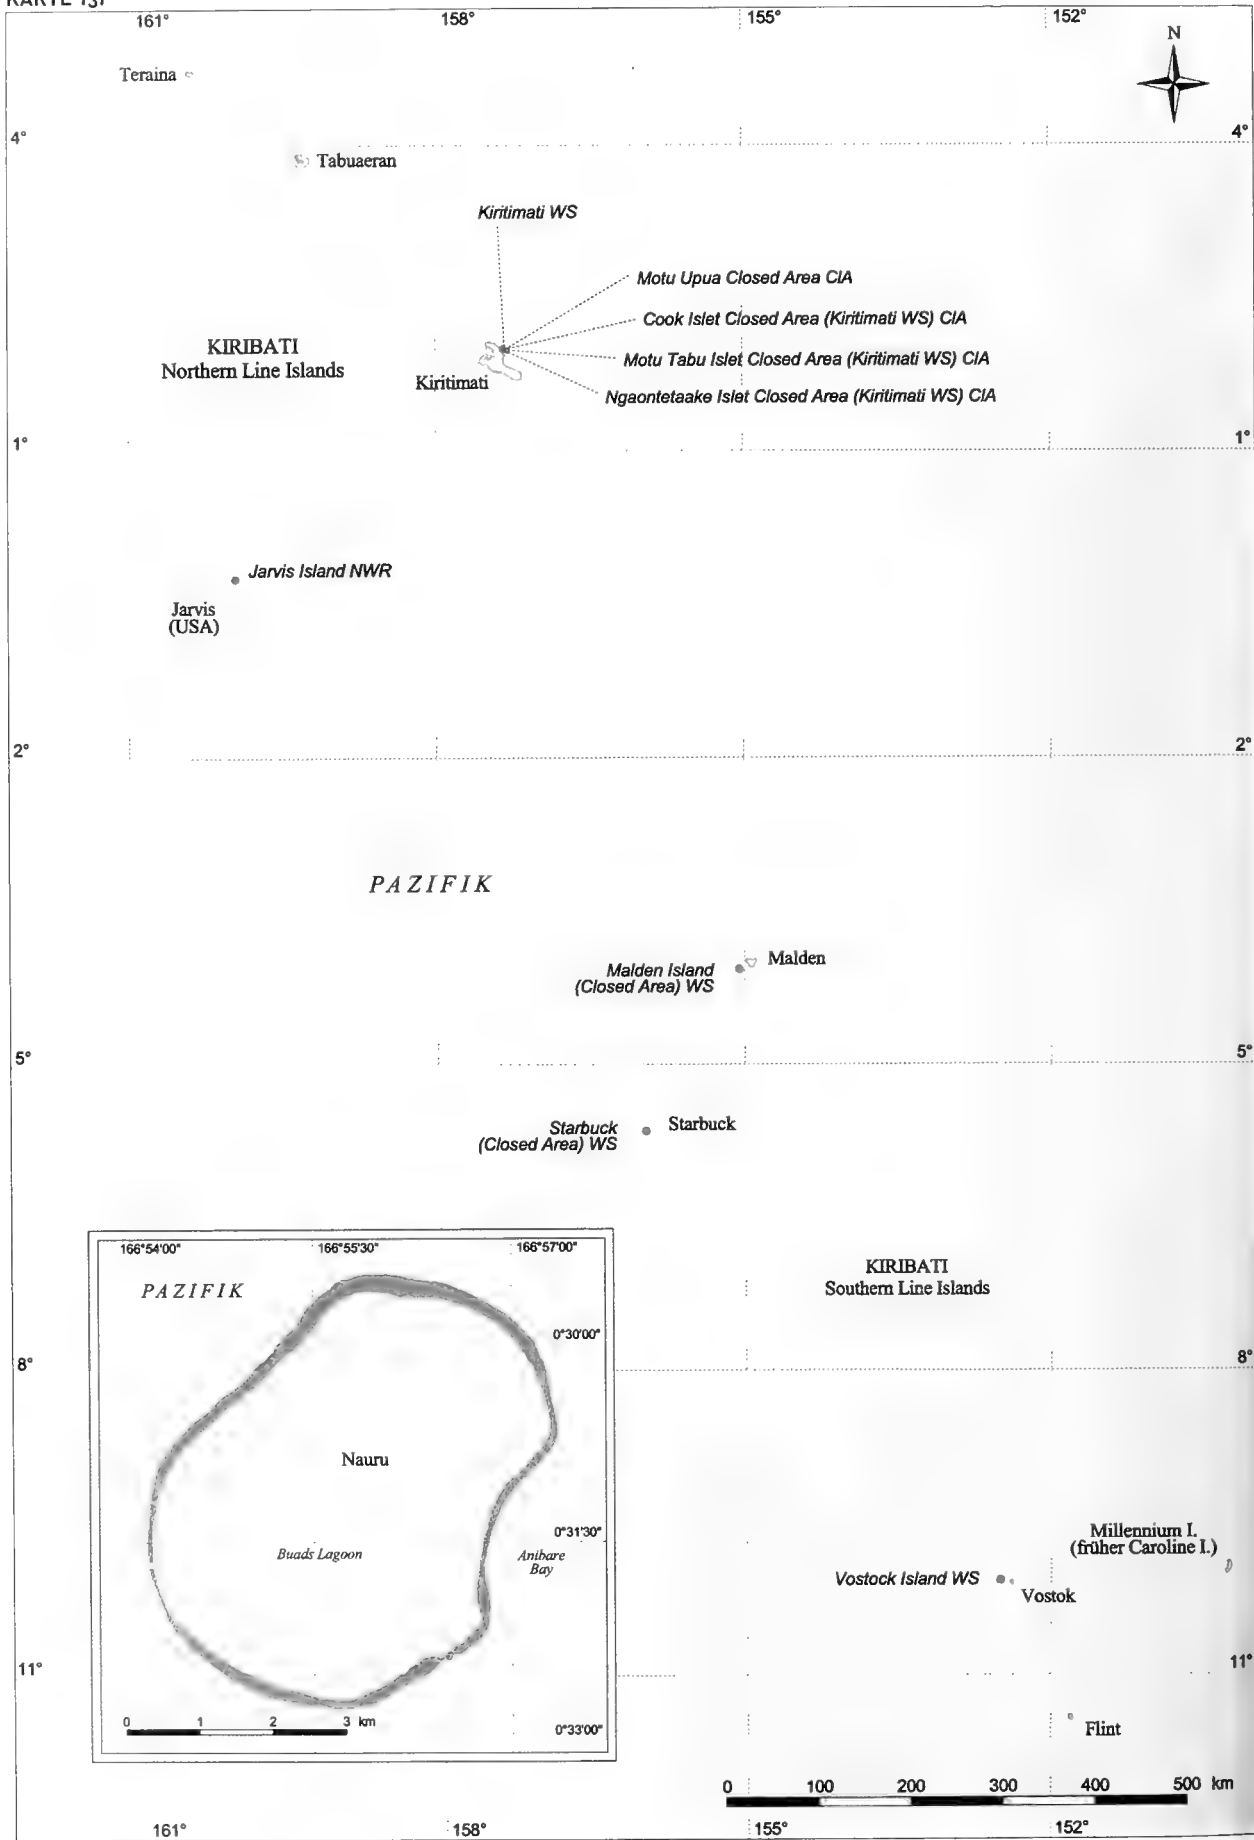 KARTE 137
161°
158°
155°
152°
N
Teraina
4°
4°
Tabuaeran
Kiritimati WS
Motu Upua Closed Area CIA
Cook Islet Closed Area (Kiritimati WS) CIA
KIRIBATI
Northern Line Islands
Motu Tabu Islet Closed Area (Kiritimati WS) CIA
Kiritimati
Ngaontetaake Islet Closed Area (Kiritimati WS) CIA
1°
1°
Jarvis Island NWR
Jarvis
(USA)
2°
2°
PAZIFIK
Malden Island
(Closed Area) WS
Malden
5°
5°
Starbuck
(Closed Area) WS
Starbuck
166°54'00"
166°55'30"
166°57'00"
PAZIFIK
KIRIBATI
Southern Line Islands
0°30'00"
8°
8°
Nauru
0°31'30"
Buads Lagoon
Anibare
Bay
Millennium I.
(früher Caroline I.)
Vostock Island WS
Vostok
11°
11°
0 1 2 3 km
0°33'00"
Flint
0 100 200 300 400 500 km
161°
158°
155°
152°